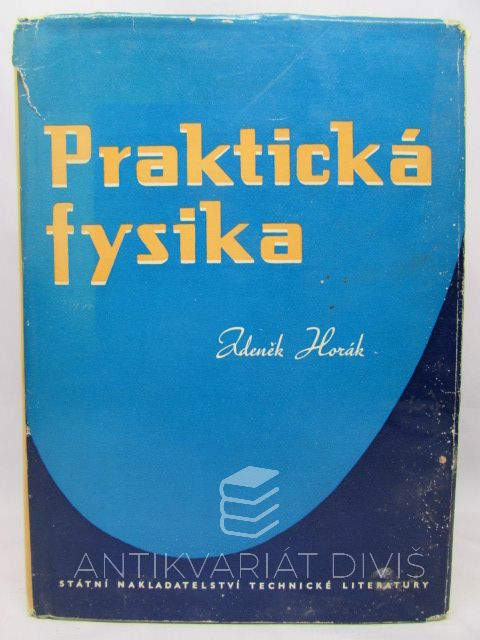 Praktická
fysika
Zdeněk Horák
ANTIKVARIÁT DIVIŠ
STÁTNÍ NAKLADATELSTVÍ TECHNICKÉ LITERATURY